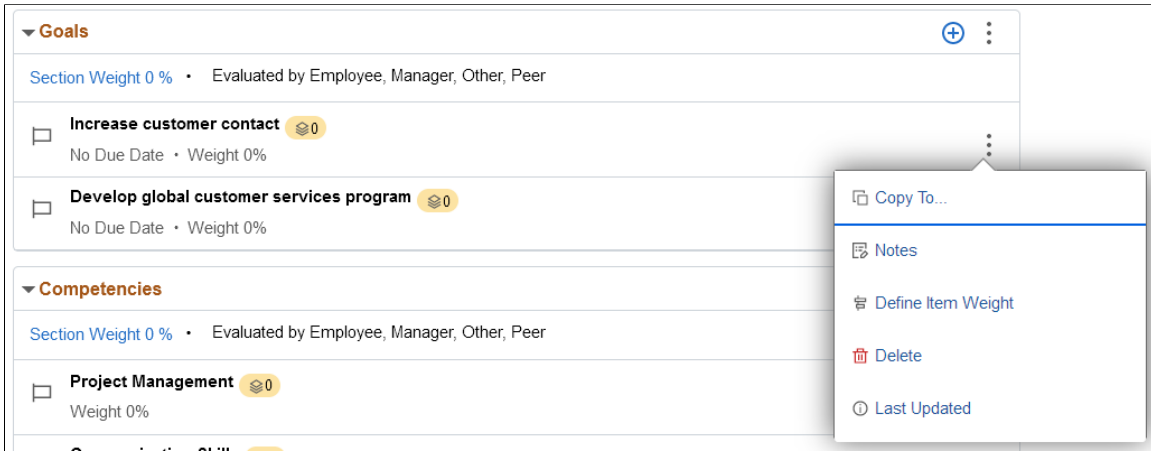 Goals
Section Weight 0 % • Evaluated by Employee, Manager, Other, Peer
Increase customer contact 0
No Due Date • Weight 0%
Develop global customer services program 0
No Due Date • Weight 0%
Copy To...
Notes
Define Item Weight
Delete
Last Updated
Competencies
Section Weight 0 % • Evaluated by Employee, Manager, Other, Peer
Project Management 0
Weight 0%